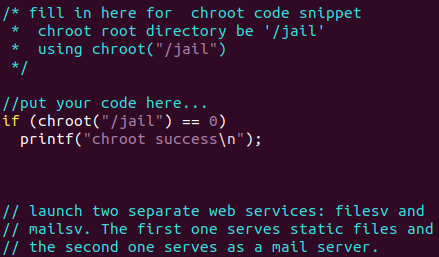 /* fill in here for  chroot code snippet
 *  chroot root directory be '/jail'
 *  using chroot("/jail")
 */
//put your code here...
if (chroot("/jail") == 0)
  printf("chroot success\n");
// launch two separate web services: filesv and
// mailsv. The first one serves static files and
// the second one serves as a mail server.